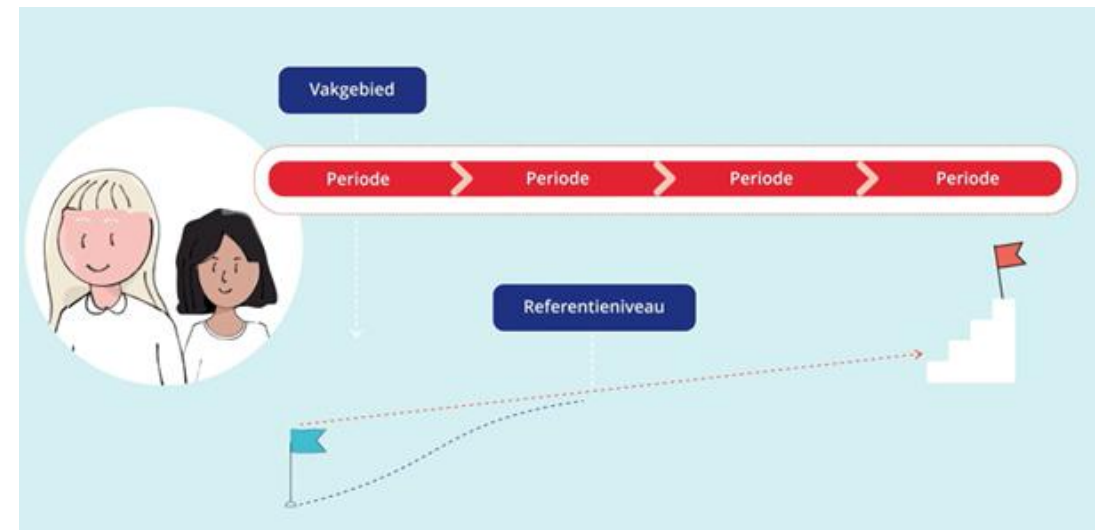 Vakgebied
Periode
Periode
Periode
Periode
Referentieniveau